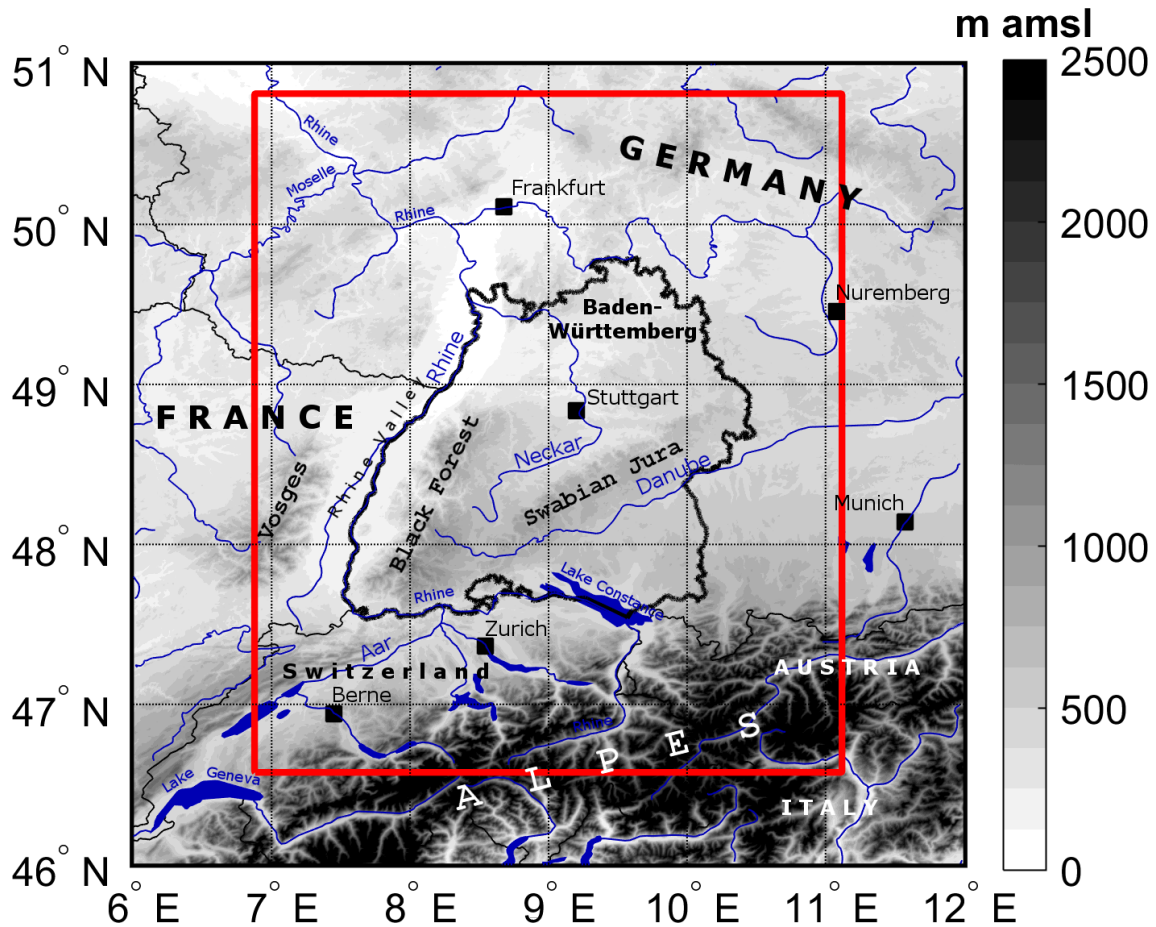 m amsl
51° N
50° N
49° N
48° N
47° N
46° N
6° E
7° E
8° E
9° E
10° E
11° E
12° E
2500
2000
1500
1000
500
0
Rhine
Moselle
GERMANY
Frankfurt
Rhine
Nuremberg
Baden-
Württemberg
Rhine
Stuttgart
FRANCE
Rhine Valley
Neckar
Black Forest
Swabian Jura
Danube
Vosges
Munich
Lake Constance
Rhine
Zurich
Aar
Switzerland
AUSTRIA
Berne
Rhine
ALPES
Lake Geneva
ITALY